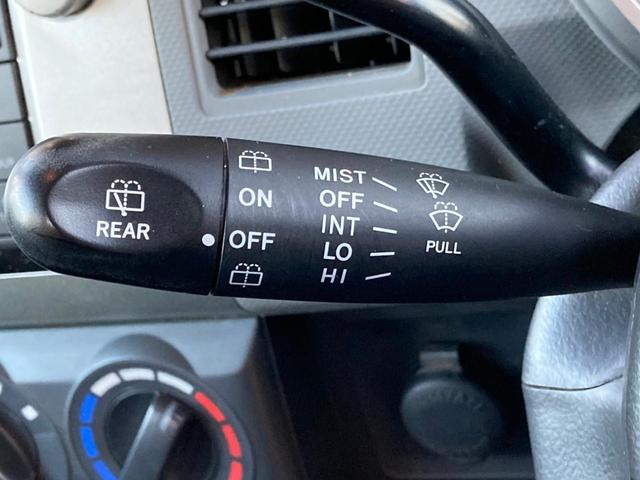 REAR
ON
OFF
MIST
OFF
INT
LO
HI
PULL